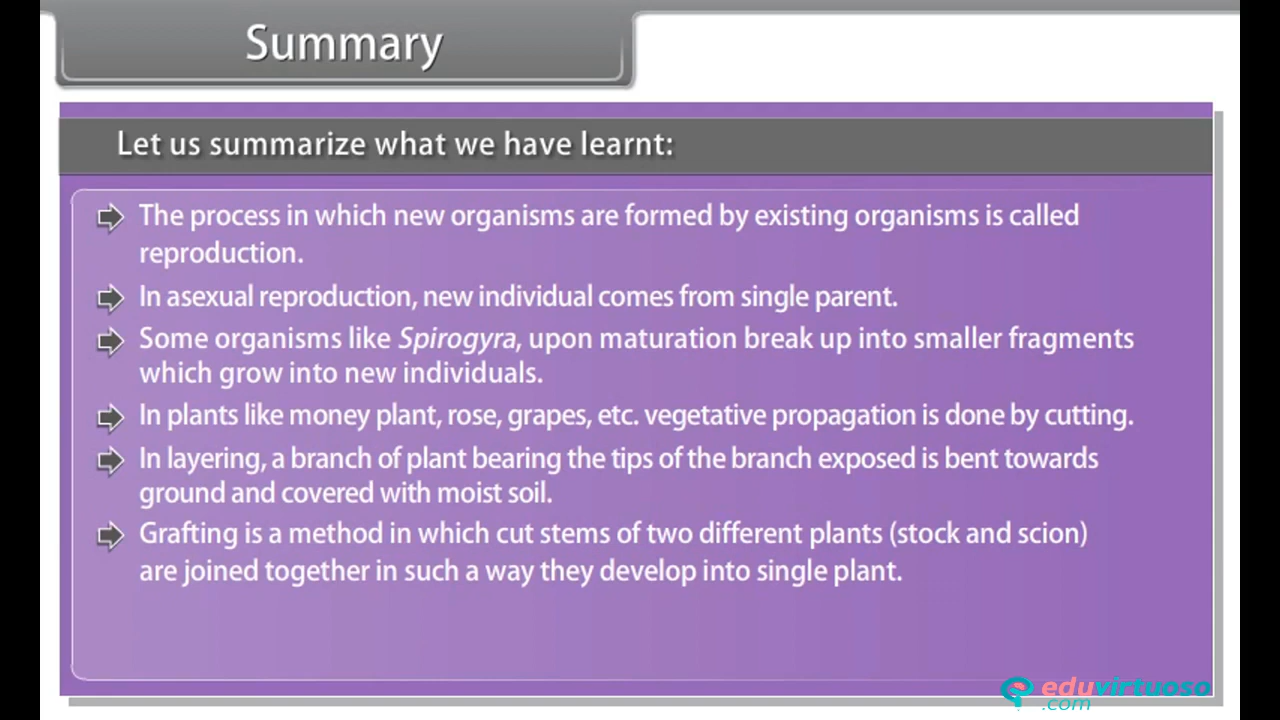 Summary
Let us summarize what we have learnt:
The process in which new organisms are formed by existing organisms is called
reproduction.
In asexual reproduction, new individual comes from single parent.
Some organisms like Spirogyra, upon maturation break up into smaller fragments
which grow into new individuals.
In plants like money plant, rose, grapes, etc. vegetative propagation is done by cutting.
In layering, a branch of plant bearing the tips of the branch exposed is bent towards
ground and covered with moist soil.
Grafting is a method in which cut stems of two different plants (stock and scion)
are joined together in such a way they develop into single plant.
eduvirtuoso
.com